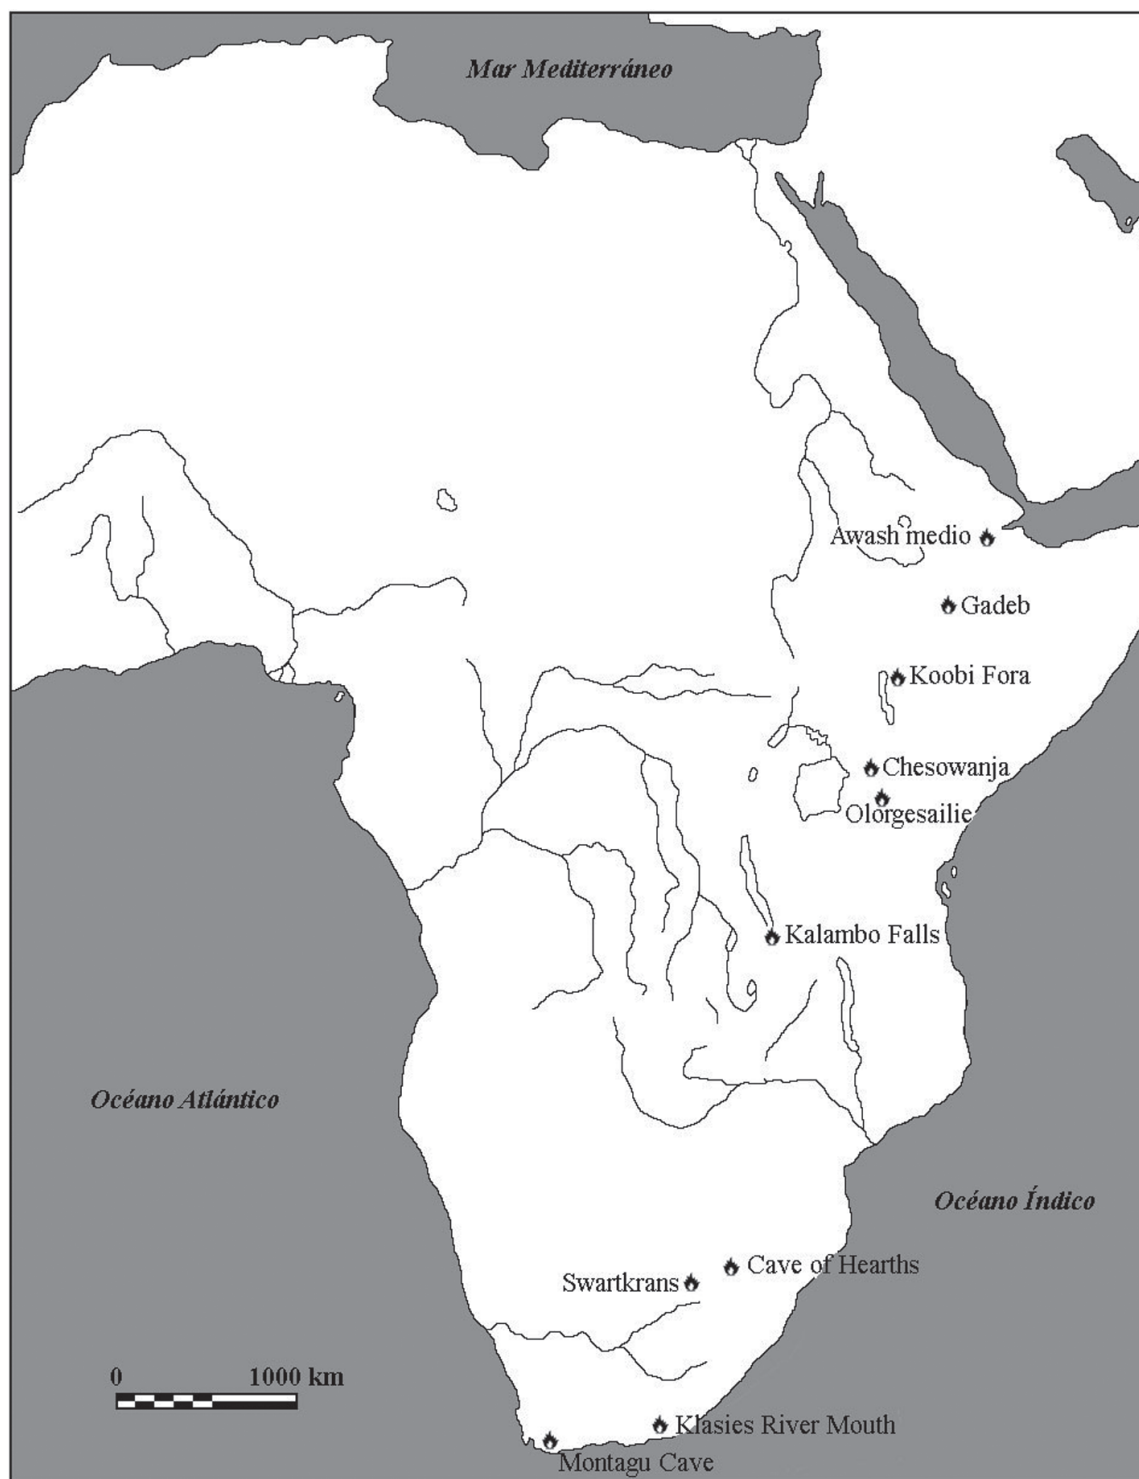 Mar Mediterráneo
Awash medio
Gadeb
Koobi Fora
Chesowanja
Olorgesailie
Kalambo Falls
Océano Atlántico
Océano Índico
Cave of Hearths
Swartkrans
0 1000 km
Klasies River Mouth
Montagu Cave